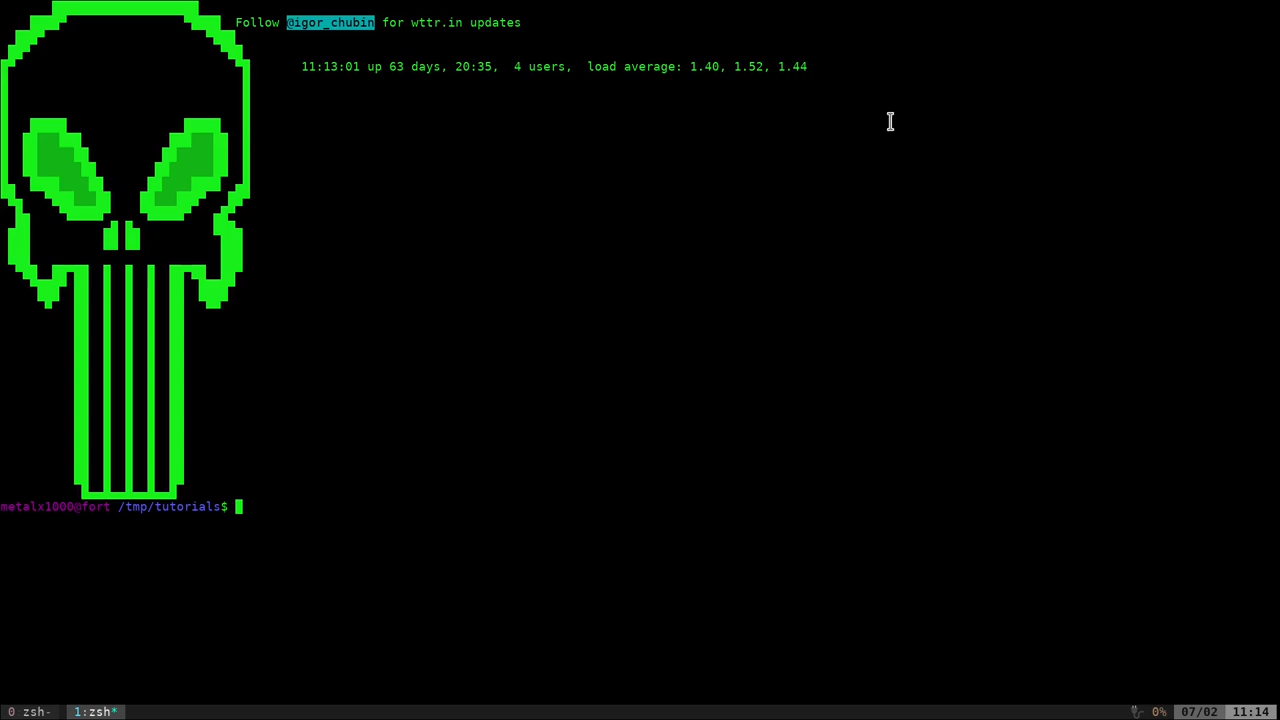 Follow @igor_chubin for wttr.in updates
11:13:01 up 63 days, 20:35,  4 users,  load average: 1.40, 1.52, 1.44
metalx1000@fort /tmp/tutorials$
0 zsh- 1:zsh* 0% 07/02 11:14